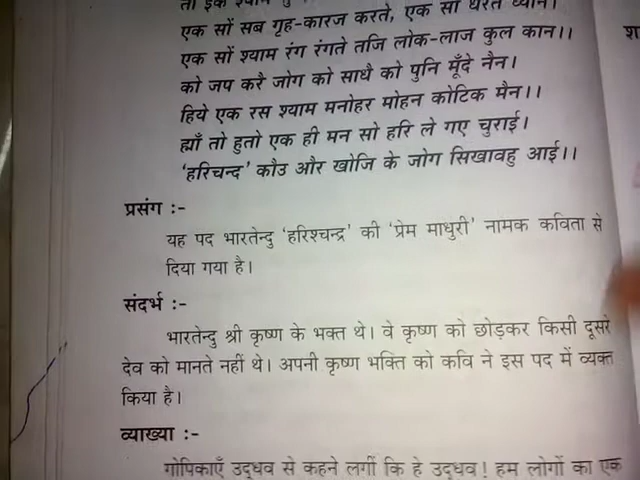 एक सों सब गृह-कारज करते, एक सों धरते ध्यान।
एक सों श्याम रंग रंगते तजि लोक-लाज कुल कान।।
को जप करै जोग को साधै को पुनि मूँदे नैन।
हिये एक रस श्याम मनोहर मोहन कोटिक मैन।।
ह्माँ तो हुतो एक ही मन सो हरि ले गए चुराई।
'हरिचन्द' कौउ और खोजि के जोग सिखावहु आई।।
प्रसंग :-
यह पद भारतेन्दु 'हरिश्चन्द्र' की 'प्रेम माधुरी' नामक कविता से
दिया गया है।
संदर्भ :-
भारतेन्दु श्री कृष्ण के भक्त थे। वे कृष्ण को छोड़कर किसी दूसरे
देव को मानते नहीं थे। अपनी कृष्ण भक्ति को कवि ने इस पद में व्यक्त
किया है।
व्याख्या :-
गोपिकाएँ उद्धव से कहने लगीं कि हे उद्धव! हम लोगों का एक